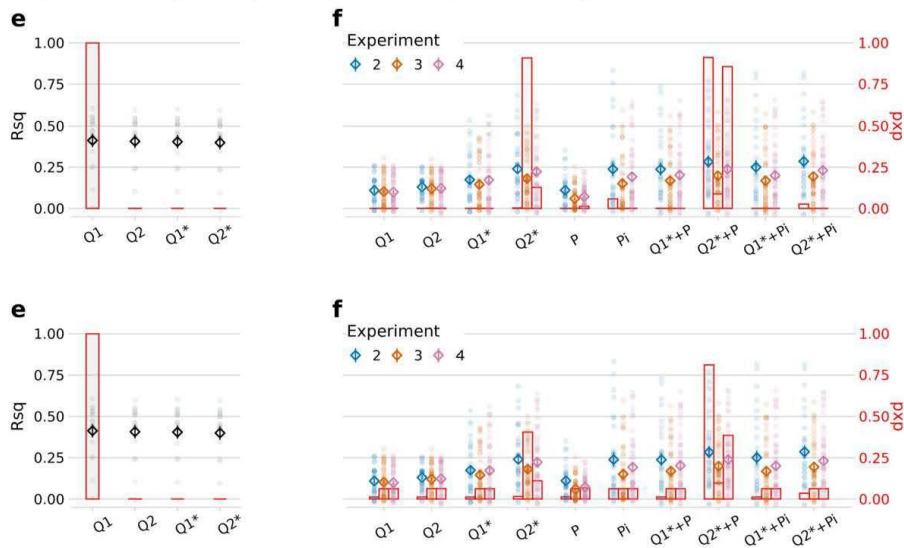 e
f
1.00
0.75
0.50
0.25
0.00
Rsq
Q1
Q2
Q1*
Q2*
Experiment
2
3
4
Q1
Q2
Q1*
Q2*
P
Pi
Q1*+P
Q2*+P
Q1*+Pi
Q2*+Pi
1.00
0.75
0.50
0.25
0.00
pxp
e
f
1.00
0.75
0.50
0.25
0.00
Rsq
Q1
Q2
Q1*
Q2*
Experiment
2
3
4
Q1
Q2
Q1*
Q2*
P
Pi
Q1*+P
Q2*+P
Q1*+Pi
Q2*+Pi
1.00
0.75
0.50
0.25
0.00
pxp